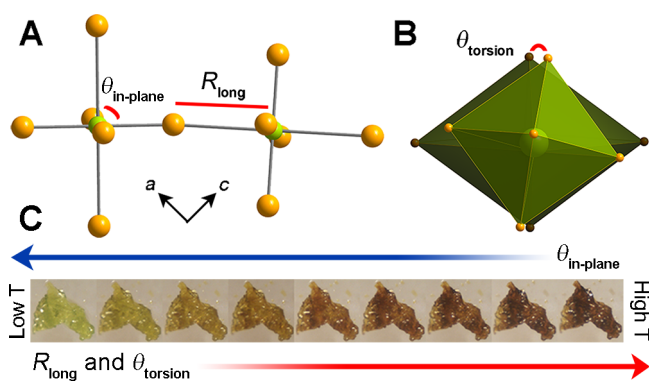 A
B
θtorsion
θin-plane
Rlong
a
c
C
θin-plane
Low T
High T
Rlong and θtorsion